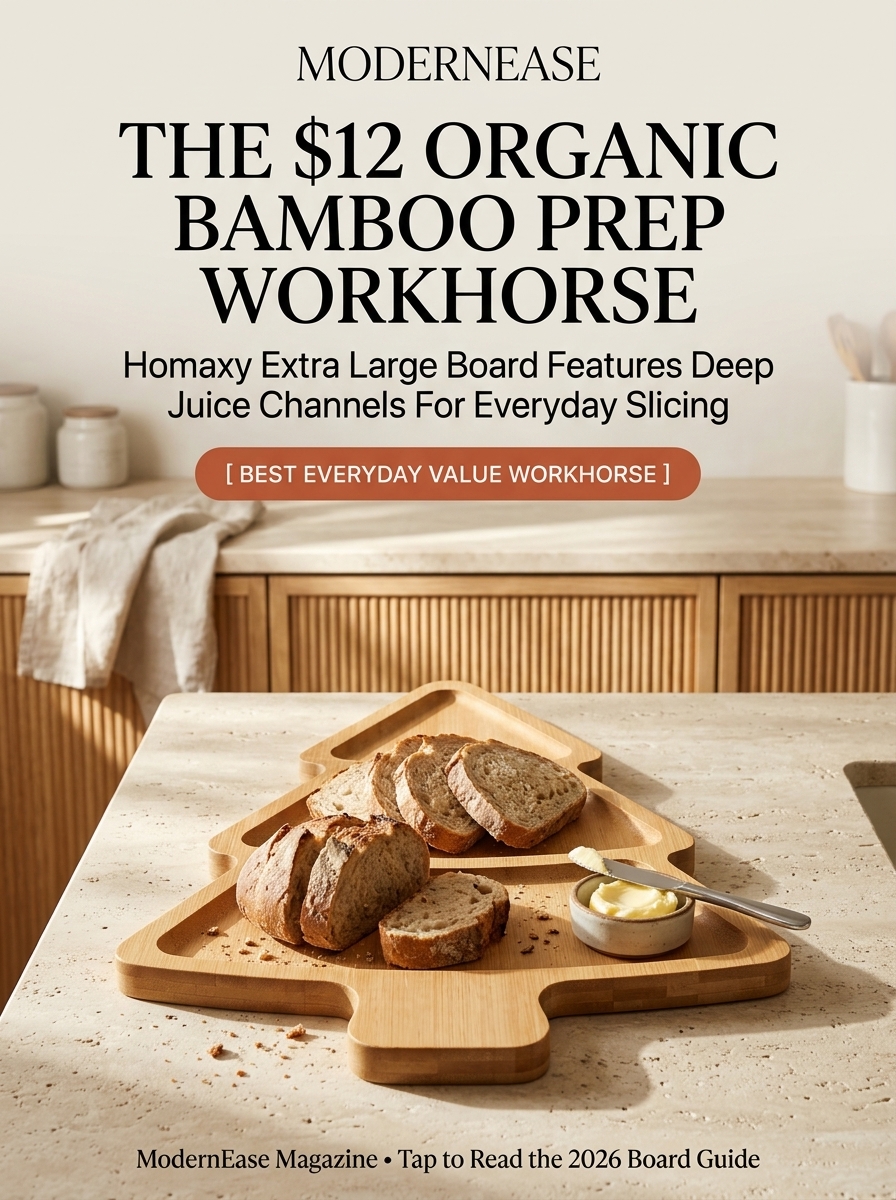 MODERNEASE
THE $12 ORGANIC
BAMBOO PREP
WORKHORSE
Homaxy Extra Large Board Features Deep
Juice Channels For Everyday Slicing
[ BEST EVERYDAY VALUE WORKHORSE ]
ModernEase Magazine • Tap to Read the 2026 Board Guide